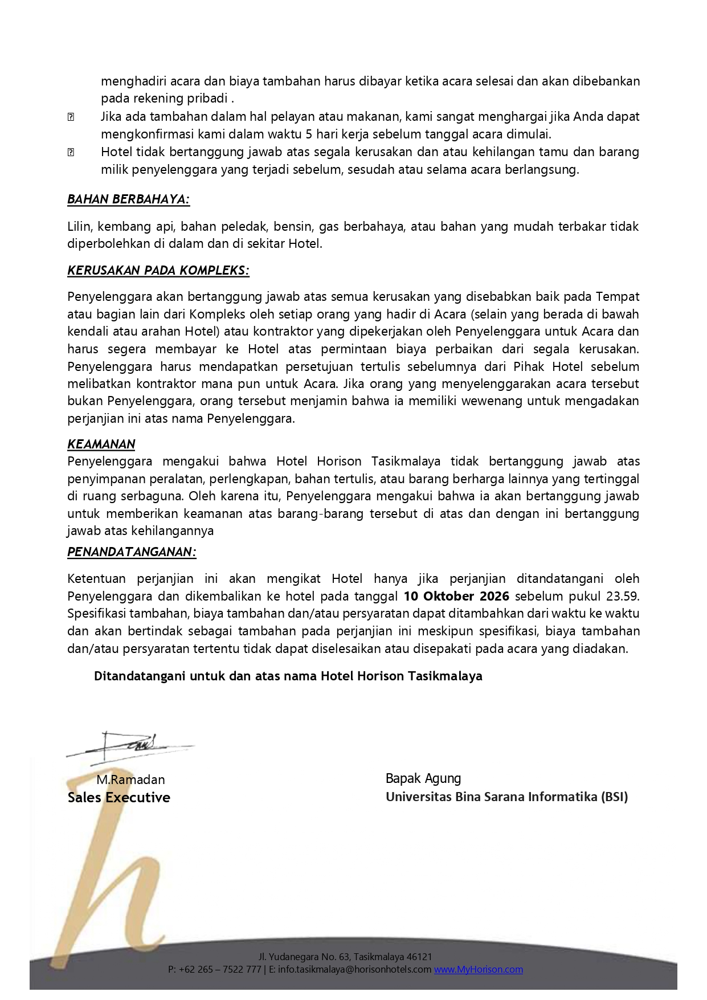 menghadiri acara dan biaya tambahan harus dibayar ketika acara selesai dan akan dibebankan
pada rekening pribadi .
Jika ada tambahan dalam hal pelayan atau makanan, kami sangat menghargai jika Anda dapat
mengkonfirmasi kami dalam waktu 5 hari kerja sebelum tanggal acara dimulai.
Hotel tidak bertanggung jawab atas segala kerusakan dan atau kehilangan tamu dan barang
milik penyelenggara yang terjadi sebelum, sesudah atau selama acara berlangsung.
BAHAN BERBAHAYA:
Lilin, kembang api, bahan peledak, bensin, gas berbahaya, atau bahan yang mudah terbakar tidak
diperbolehkan di dalam dan di sekitar Hotel.
KERUSAKAN PADA KOMPLEKS:
Penyelenggara akan bertanggung jawab atas semua kerusakan yang disebabkan baik pada Tempat
atau bagian lain dari Kompleks oleh setiap orang yang hadir di Acara (selain yang berada di bawah
kendali atau arahan Hotel) atau kontraktor yang dipekerjakan oleh Penyelenggara untuk Acara dan
harus segera membayar ke Hotel atas permintaan biaya perbaikan dari segala kerusakan.
Penyelenggara harus mendapatkan persetujuan tertulis sebelumnya dari Pihak Hotel sebelum
melibatkan kontraktor mana pun untuk Acara. Jika orang yang menyelenggarakan acara tersebut
bukan Penyelenggara, orang tersebut menjamin bahwa ia memiliki wewenang untuk mengadakan
perjanjian ini atas nama Penyelenggara.
KEAMANAN
Penyelenggara mengakui bahwa Hotel Horison Tasikmalaya tidak bertanggung jawab atas
penyimpanan peralatan, perlengkapan, bahan tertulis, atau barang berharga lainnya yang tertinggal
di ruang serbaguna. Oleh karena itu, Penyelenggara mengakui bahwa ia akan bertanggung jawab
untuk memberikan keamanan atas barang-barang tersebut di atas dan dengan ini bertanggung
jawab atas kehilangannya
PENANDATANGANAN:
Ketentuan perjanjian ini akan mengikat Hotel hanya jika perjanjian ditandatangani oleh
Penyelenggara dan dikembalikan ke hotel pada tanggal 10 Oktober 2026 sebelum pukul 23.59.
Spesifikasi tambahan, biaya tambahan dan/atau persyaratan dapat ditambahkan dari waktu ke waktu
dan akan bertindak sebagai tambahan pada perjanjian ini meskipun spesifikasi, biaya tambahan
dan/atau persyaratan tertentu tidak dapat diselesaikan atau disepakati pada acara yang diadakan.
Ditandatangani untuk dan atas nama Hotel Horison Tasikmalaya
M.Ramadan
Sales Executive
Bapak Agung
Universitas Bina Sarana Informatika (BSI)
h
Jl. Yudanegara No. 63, Tasikmalaya 46121
P: +62 265 – 7522 777 | E: info.tasikmalaya@horisonhotels.com www.MyHorison.com